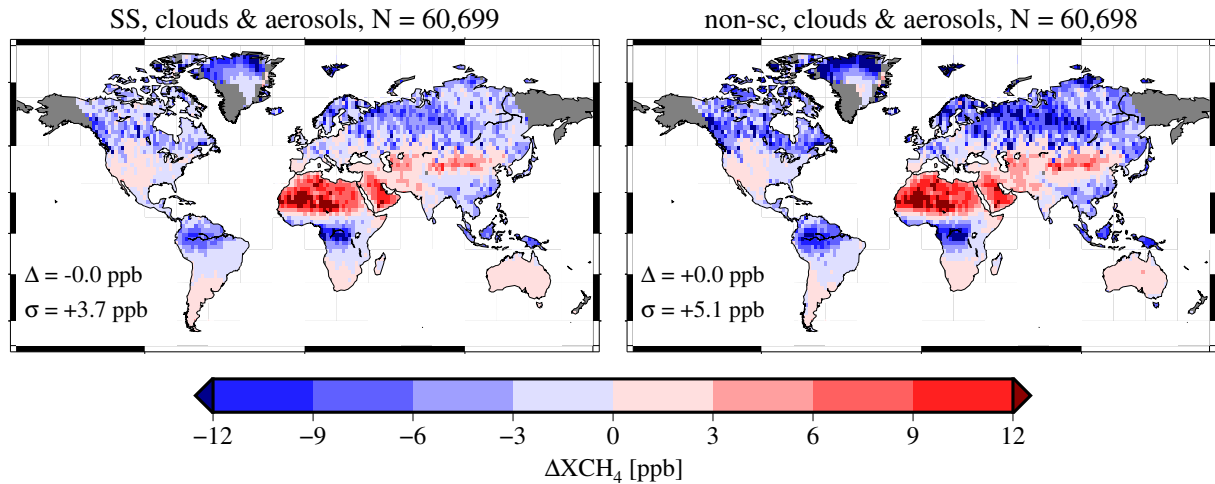 SS, clouds & aerosols, N = 60,699
non-sc, clouds & aerosols, N = 60,698
Δ = -0.0 ppb
σ = +3.7 ppb
Δ = +0.0 ppb
σ = +5.1 ppb
−12 −9 −6 −3 0 3 6 9 12
ΔXCH₄ [ppb]